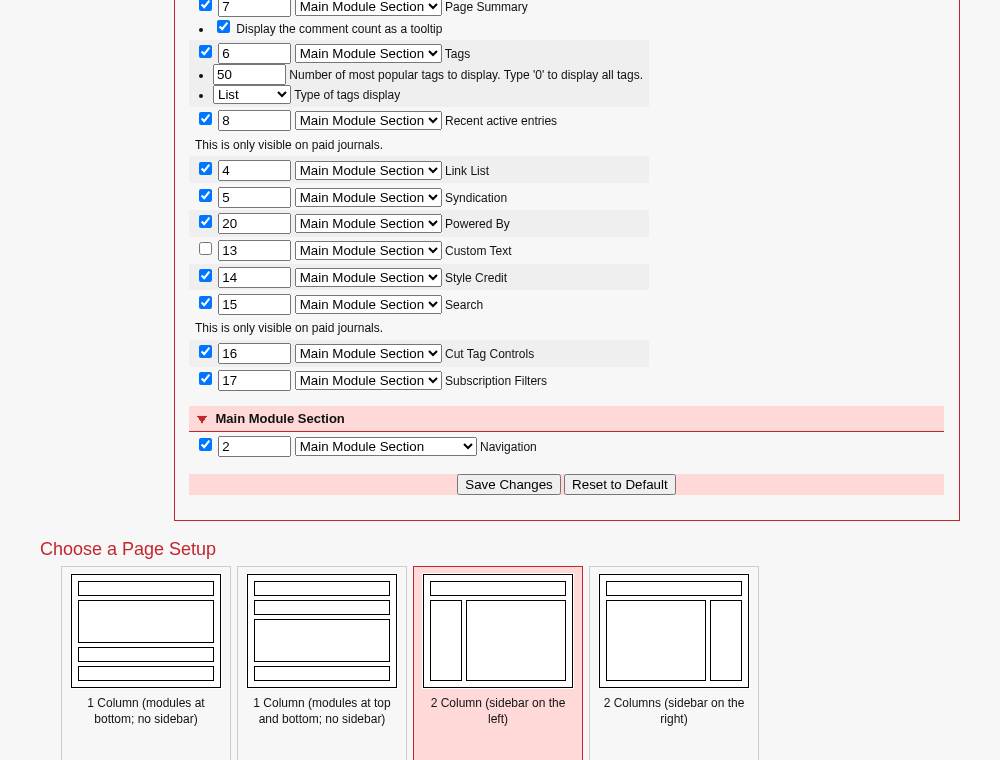 7 Main Module Section Page Summary
Display the comment count as a tooltip
6 Main Module Section Tags
50 Number of most popular tags to display. Type '0' to display all tags.
List Type of tags display
8 Main Module Section Recent active entries
This is only visible on paid journals.
4 Main Module Section Link List
5 Main Module Section Syndication
20 Main Module Section Powered By
13 Main Module Section Custom Text
14 Main Module Section Style Credit
15 Main Module Section Search
This is only visible on paid journals.
16 Main Module Section Cut Tag Controls
17 Main Module Section Subscription Filters
Main Module Section
2 Main Module Section Navigation
Save Changes Reset to Default
Choose a Page Setup
1 Column (modules at
bottom; no sidebar)
1 Column (modules at top
and bottom; no sidebar)
2 Column (sidebar on the
left)
2 Columns (sidebar on the
right)